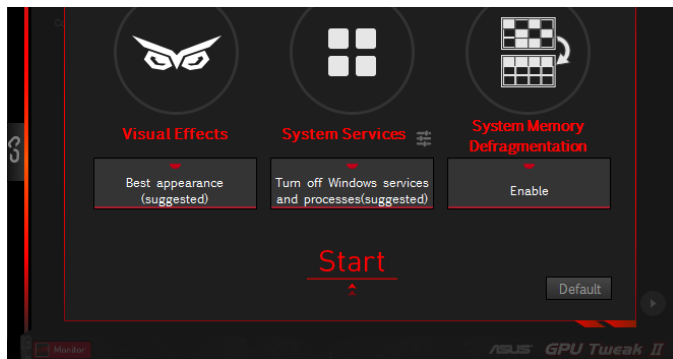 Visual Effects
System Services
System Memory
Defragmentation
Best appearance
(suggested)
Turn off Windows services
and processes(suggested)
Enable
Start
Default
Monitor
ASUS GPU Tweak II